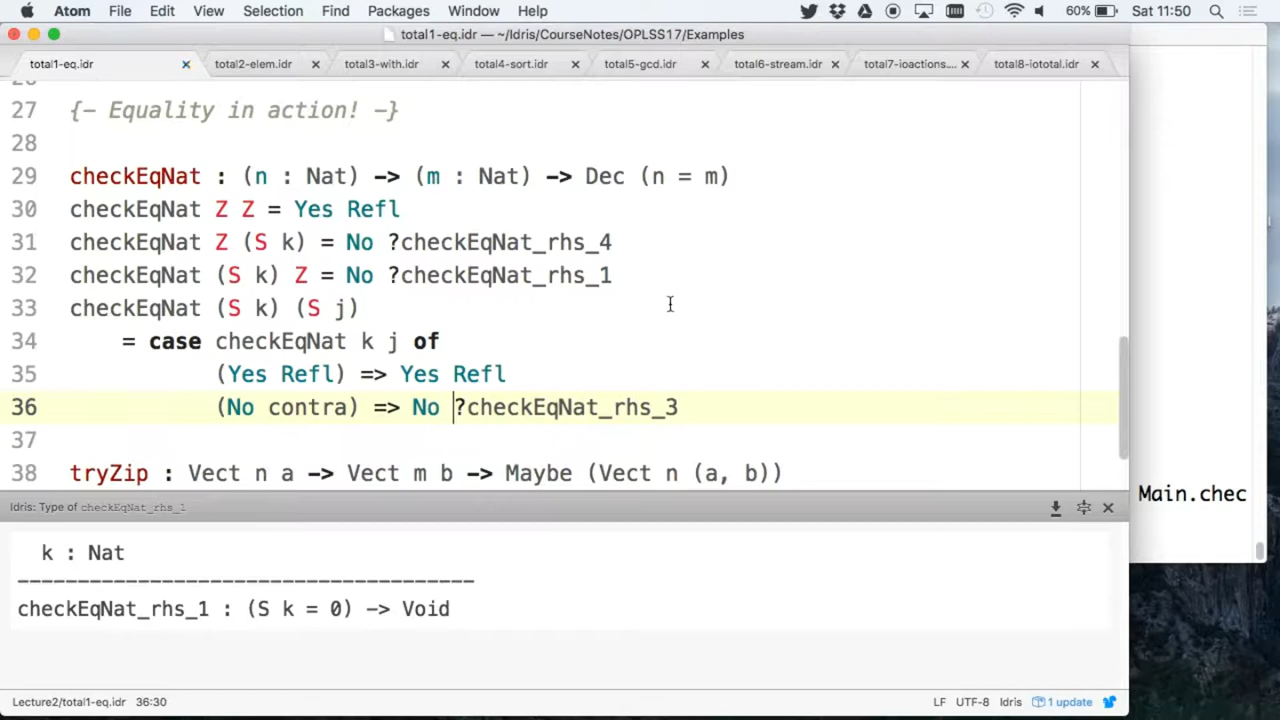 Atom File Edit View Selection Find Packages Window Help 60% Sat 11:50
total1-eq.idr — ~/Idris/CourseNotes/OPLSS17/Examples
total1-eq.idr total2-elem.idr total3-with.idr total4-sort.idr total5-gcd.idr total6-stream.idr total7-ioactions.... total8-iototal.idr
27 {- Equality in action! -}
28
29 checkEqNat : (n : Nat) -> (m : Nat) -> Dec (n = m)
30 checkEqNat Z Z = Yes Refl
31 checkEqNat Z (S k) = No ?checkEqNat_rhs_4
32 checkEqNat (S k) Z = No ?checkEqNat_rhs_1
33 checkEqNat (S k) (S j)
34 = case checkEqNat k j of
35 (Yes Refl) => Yes Refl
36 (No contra) => No ?checkEqNat_rhs_3
37
38 tryZip : Vect n a -> Vect m b -> Maybe (Vect n (a, b))
Main.chec
Idris: Type of checkEqNat_rhs_1
k : Nat
--------------------------------------
checkEqNat_rhs_1 : (S k = 0) -> Void
Lecture2/total1-eq.idr 36:30 LF UTF-8 Idris 1 update